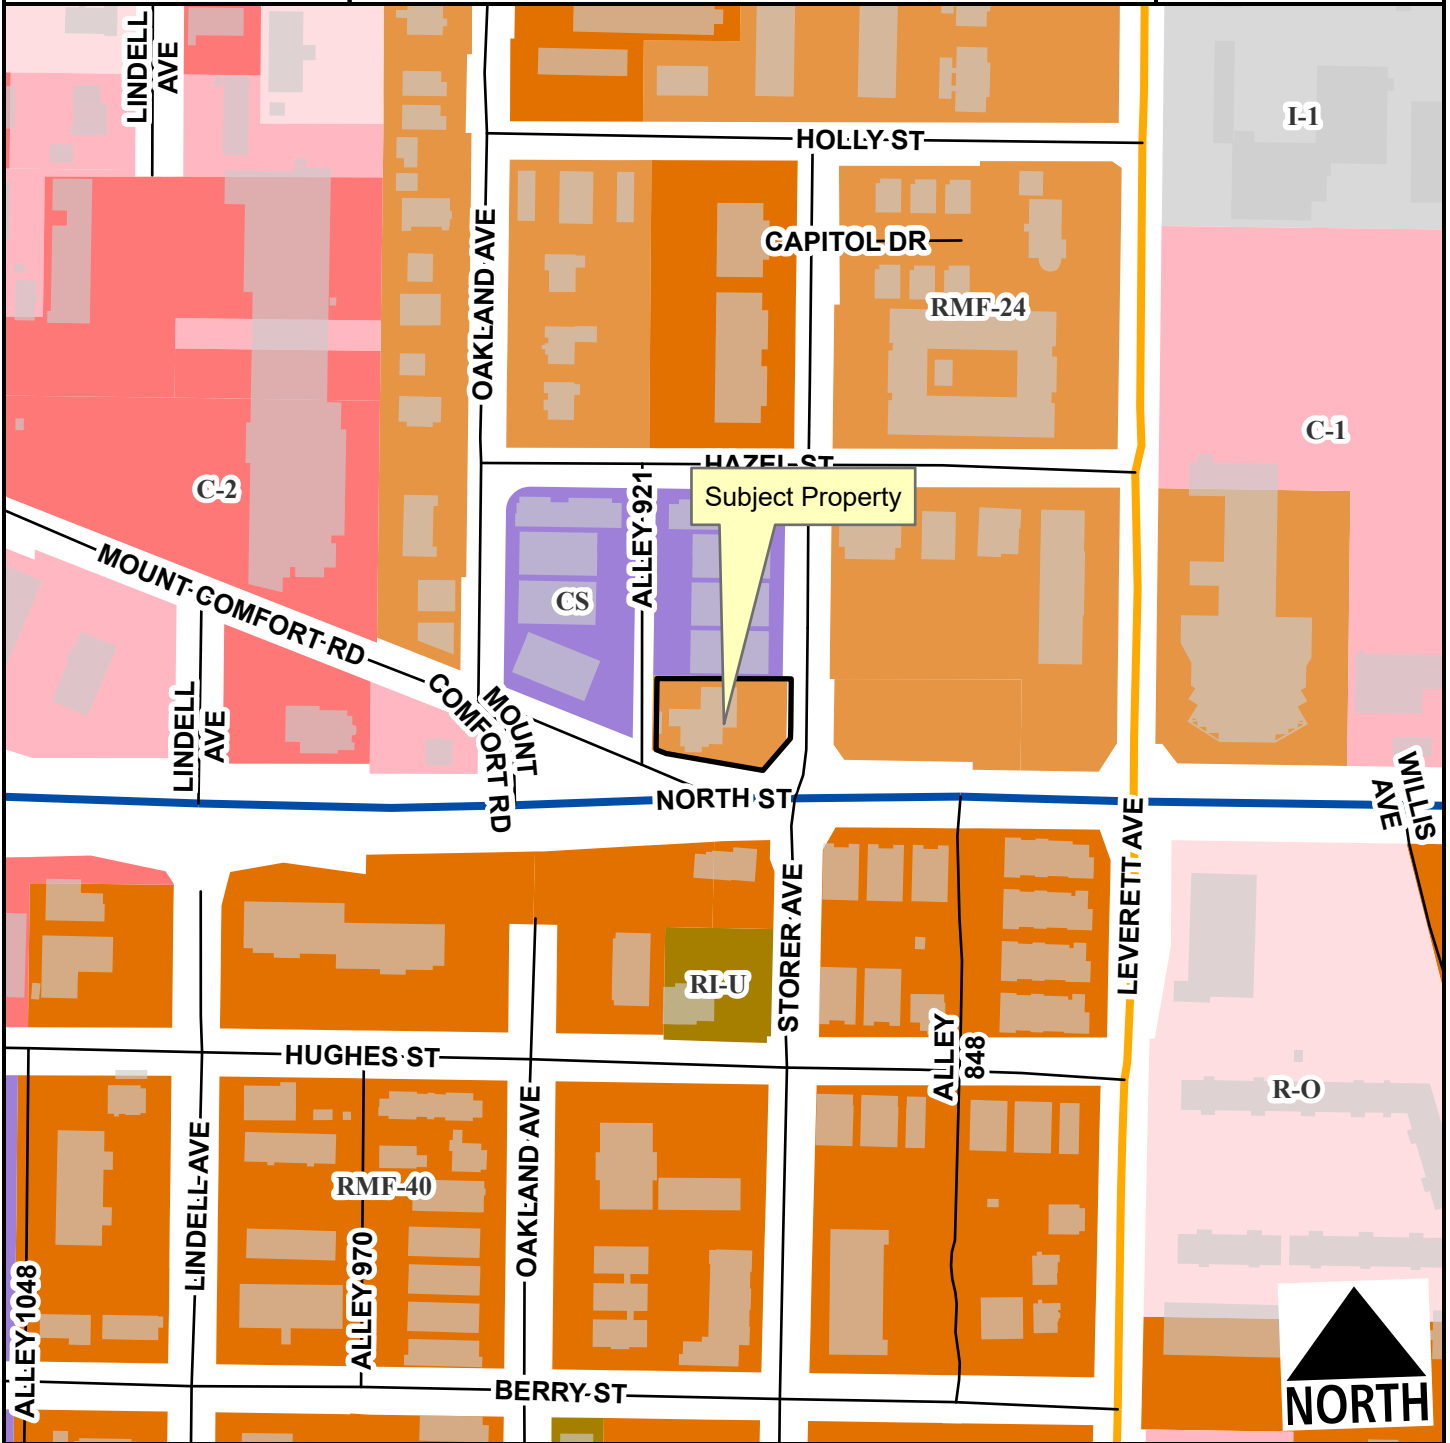 LINDELL
AVE
HOLLY ST
I-1
OAKLAND AVE
CAPITOL DR
RMF-24
C-1
HAZEL ST
C-2
ALLEY 921
Subject Property
MOUNT COMFORT RD
CS
LINDELL
AVE
MOUNT
COMFORT RD
NORTH ST
WILLIS
AVE
LEVERETT AVE
STORER AVE
RI-U
HUGHES ST
ALLEY
848
R-O
LINDELL AVE
RMF-40
OAKLAND AVE
ALLEY 970
ALLEY 1048
BERRY ST
NORTH